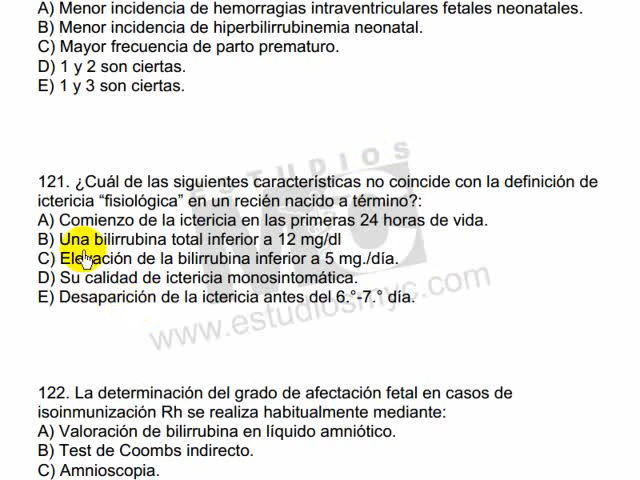 A) Menor incidencia de hemorragias intraventriculares fetales neonatales.
B) Menor incidencia de hiperbilirrubinemia neonatal.
C) Mayor frecuencia de parto prematuro.
D) 1 y 2 son ciertas.
E) 1 y 3 son ciertas.
ESTUDIOS
MC
121. ¿Cuál de las siguientes características no coincide con la definición de
ictericia “fisiológica” en un recién nacido a término?:
A) Comienzo de la ictericia en las primeras 24 horas de vida.
B) Una bilirrubina total inferior a 12 mg/dl
C) Elevación de la bilirrubina inferior a 5 mg./día.
D) Su calidad de ictericia monosintomática.
E) Desaparición de la ictericia antes del 6.°-7.° día.
www.estudiosmyc.com
122. La determinación del grado de afectación fetal en casos de
isoinmunización Rh se realiza habitualmente mediante:
A) Valoración de bilirrubina en líquido amniótico.
B) Test de Coombs indirecto.
C) Amnioscopia.